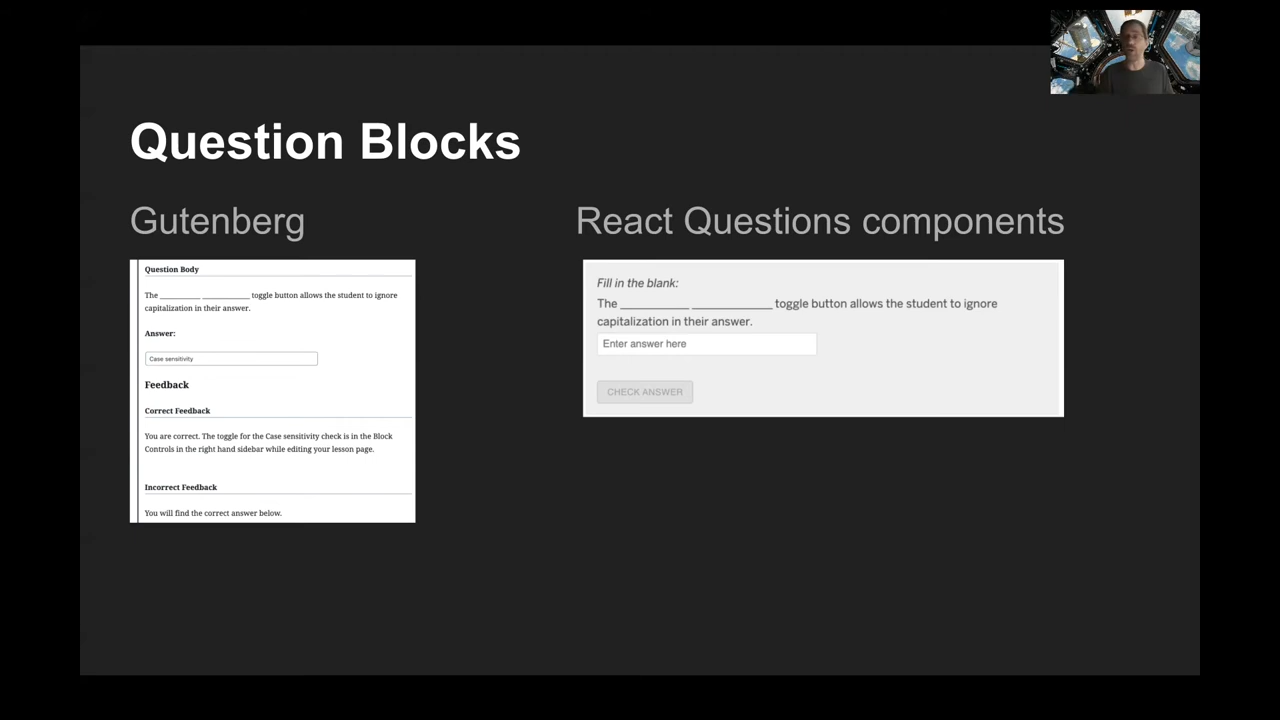 Question Blocks
Gutenberg
Question Body
The _________ __________ toggle button allows the student to ignore
capitalization in their answer.
Answer:
Case sensitivity
Feedback
Correct Feedback
You are correct. The toggle for the Case sensitivity check is in the Block
Controls in the right hand sidebar while editing your lesson page.
Incorrect Feedback
You will find the correct answer below.
React Questions components
Fill in the blank:
The __________ ____________ toggle button allows the student to ignore
capitalization in their answer.
Enter answer here
CHECK ANSWER